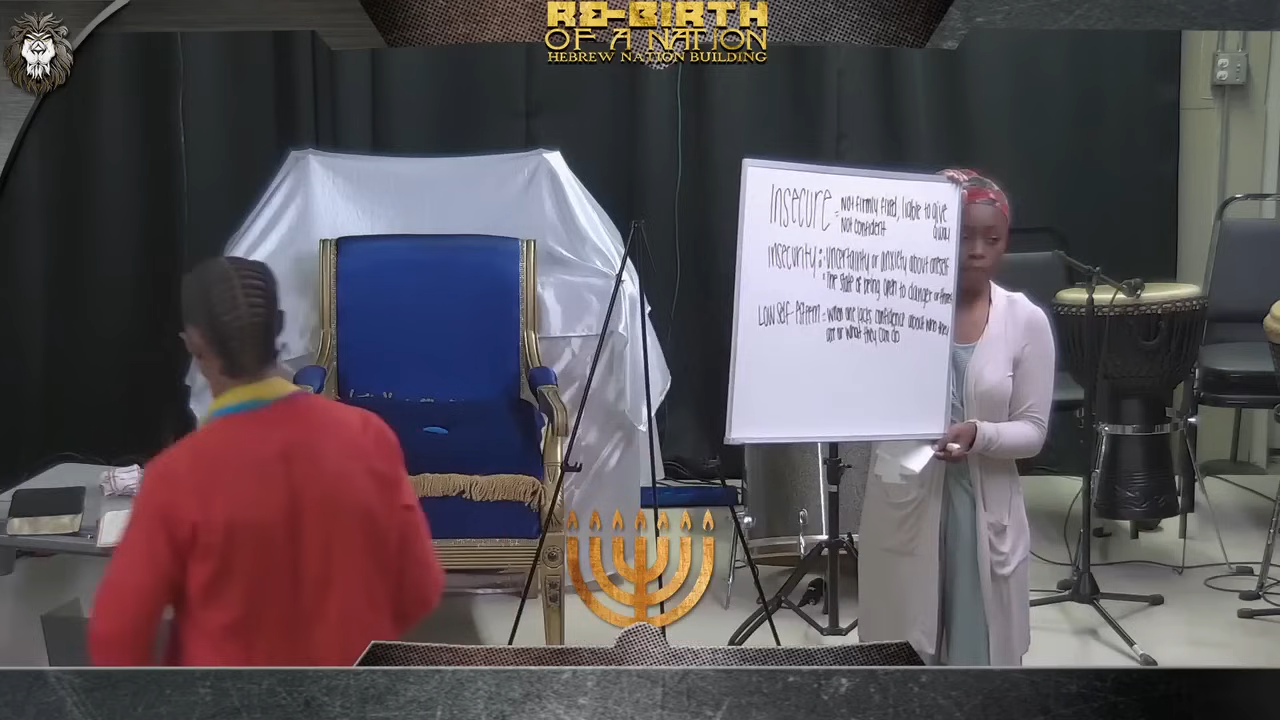 RE-BIRTH
OF A NATION
HEBREW NATION BUILDING
Insecure = Not firmly fixed, liable to give
away
Not confident
Insecurity: uncertainty or anxiety about oneself
: The state of being open to danger or
Low Self-Esteem = when one lacks confidence about who they
are or what they can do